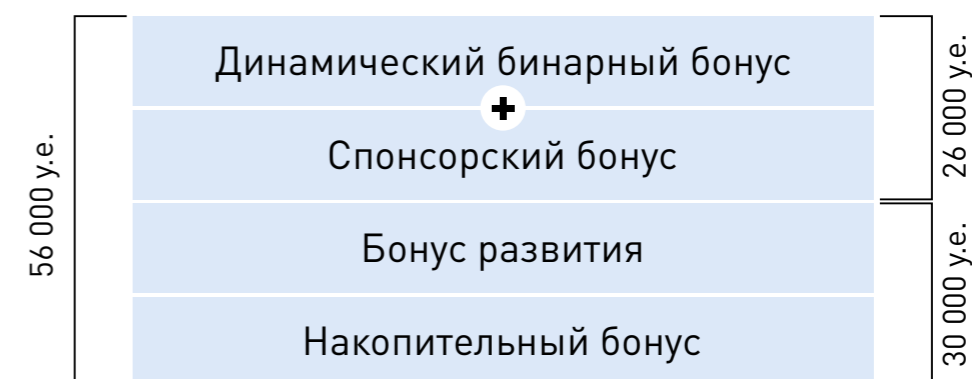 56 000 у.е.
Динамический бинарный бонус
+
Спонсорский бонус
Бонус развития
Накопительный бонус
26 000 у.е.
30 000 у.е.